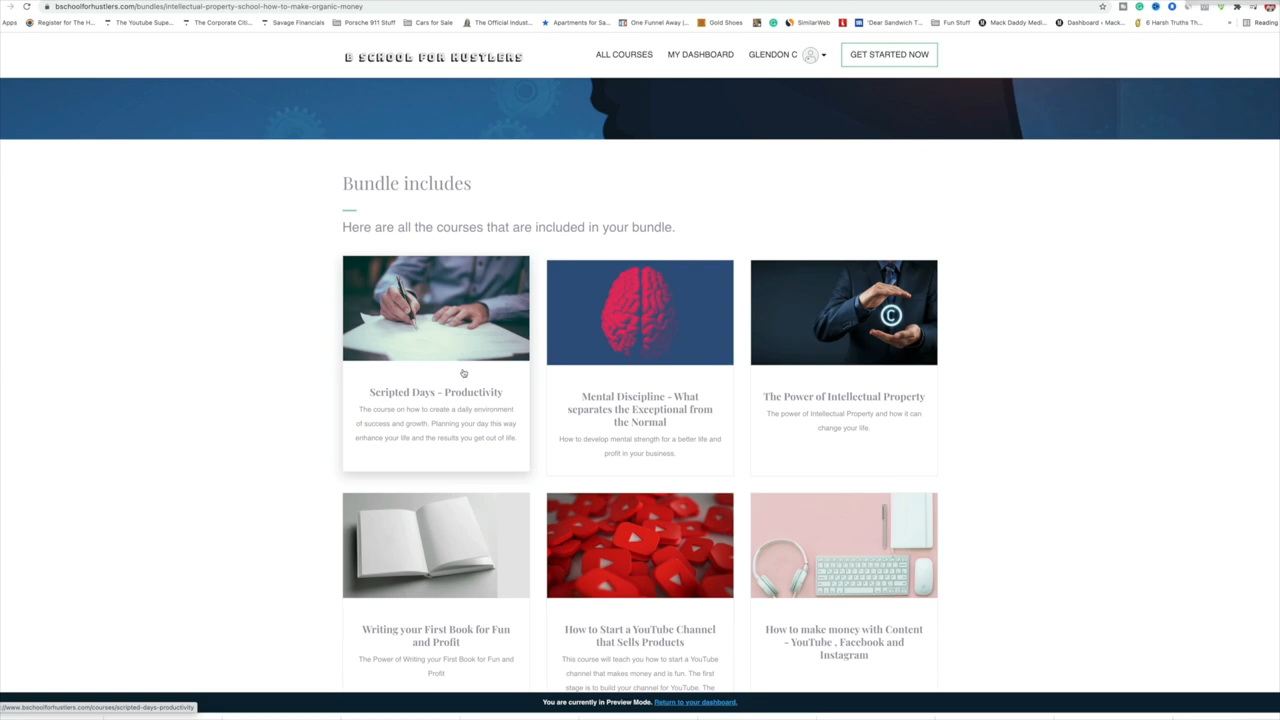 bschoolforhustlers.com/bundles/intellectual-property-school-how-to-make-organic-money
Apps Register for The H... The Youtube Supe... The Corporate Citi... Savage Financials Porsche 911 Stuff Cars for Sale The Official Indust... Apartments for Sa... One Funnel Away |... Gold Shoes SimilarWeb 'Dear Sandwich T... Fun Stuff Mack Daddy Medi... Dashboard ‹ Mack... 6 Harsh Truths Th... » Reading
B SCHOOL FOR HUSTLERS ALL COURSES MY DASHBOARD GLENDON C GET STARTED NOW
Bundle includes
Here are all the courses that are included in your bundle.
Scripted Days - Productivity
The course on how to create a daily environment
of success and growth. Planning your day this way
enhance your life and the results you get out of life.
Mental Discipline - What
separates the Exceptional from
the Normal
How to develop mental strength for a better life and
profit in your business.
C
The Power of Intellectual Property
The power of Intellectual Property and how it can
change your life.
Writing your First Book for Fun
and Profit
The Power of Writing your First Book for Fun and
Profit
How to Start a YouTube Channel
that Sells Products
This course will teach you how to start a YouTube
channel that makes money and is fun. The first
stage is to build your channel for YouTube. The
How to make money with Content
- YouTube , Facebook and
Instagram
You are currently in Preview Mode. Return to your dashboard.
//www.bschoolforhustlers.com/courses/scripted-days-productivity